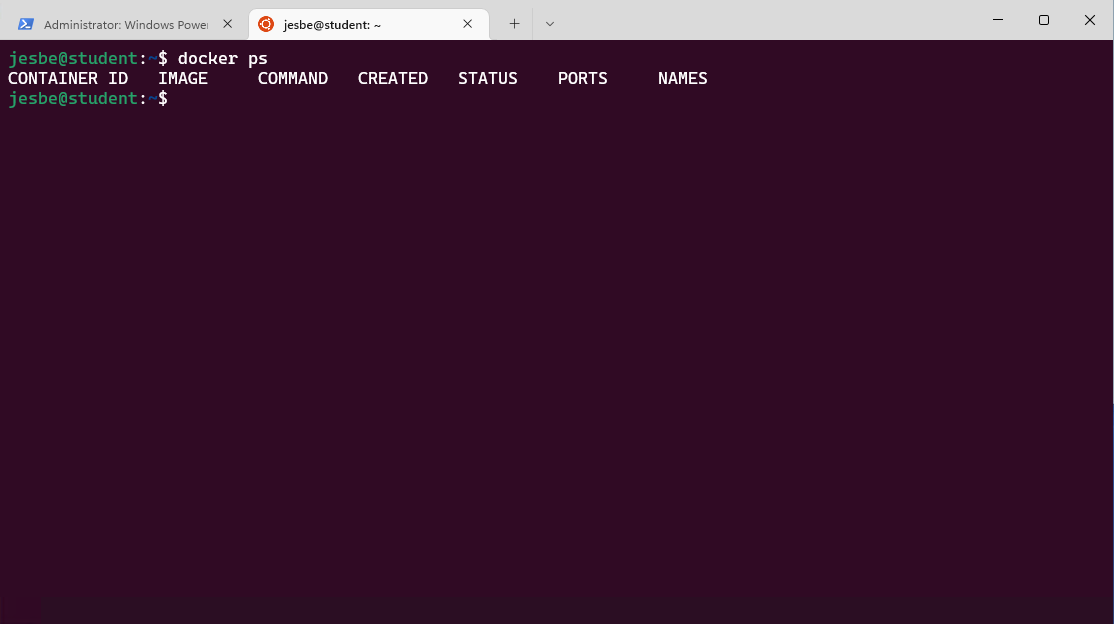 Administrator: Windows Power
jesbe@student: ~
jesbe@student:~$ docker ps
CONTAINER ID   IMAGE     COMMAND   CREATED   STATUS    PORTS     NAMES
jesbe@student:~$